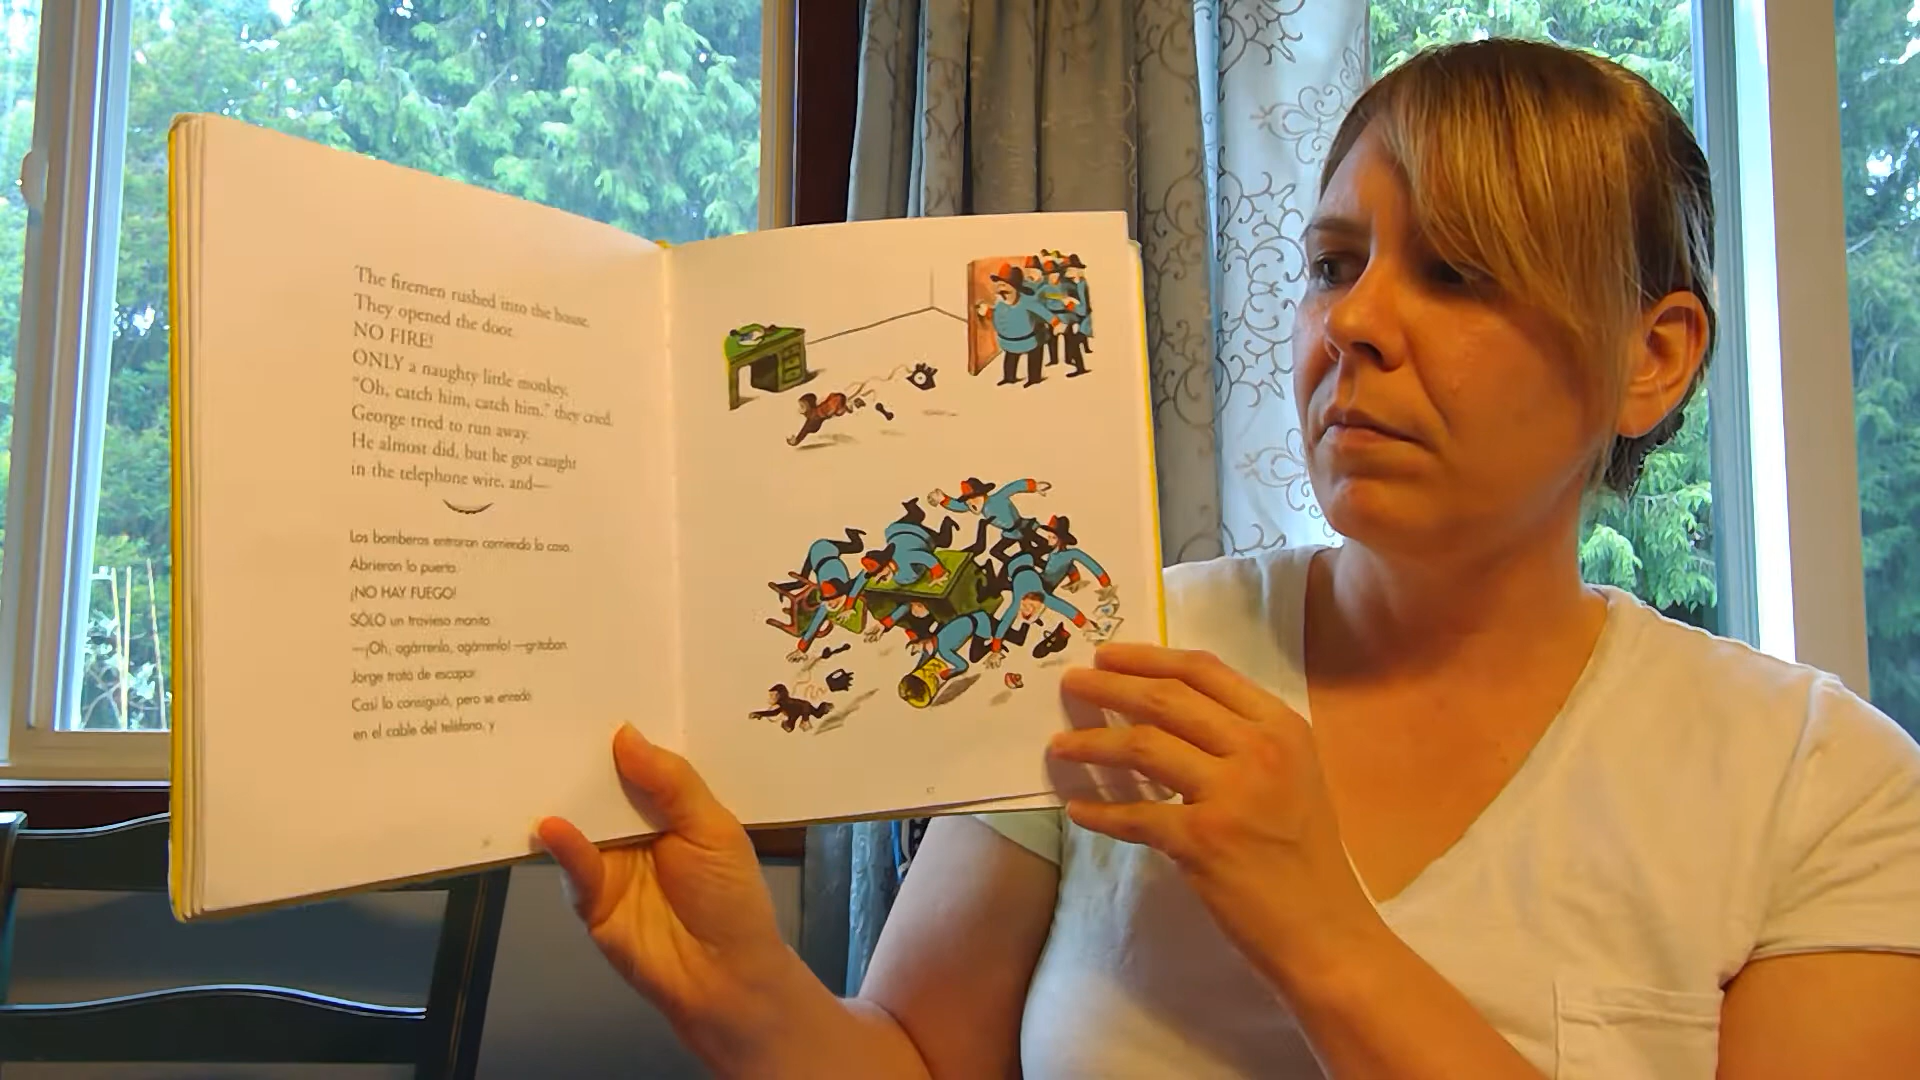 The firemen rushed into the house.
They opened the door.
NO FIRE!
ONLY a naughty little monkey.
"Oh, catch him, catch him," they cried.
George tried to run away.
He almost did, but he got caught
in the telephone wire, and—
Los bomberos entraron corriendo la casa.
Abrieron la puerta.
¡NO HAY FUEGO!
SÓLO un travieso monito.
—¡Oh, agárrenlo, agárrenlo! —gritaban.
Jorge trató de escapar.
Casi lo consiguió, pero se enredó
en el cable del teléfono, y